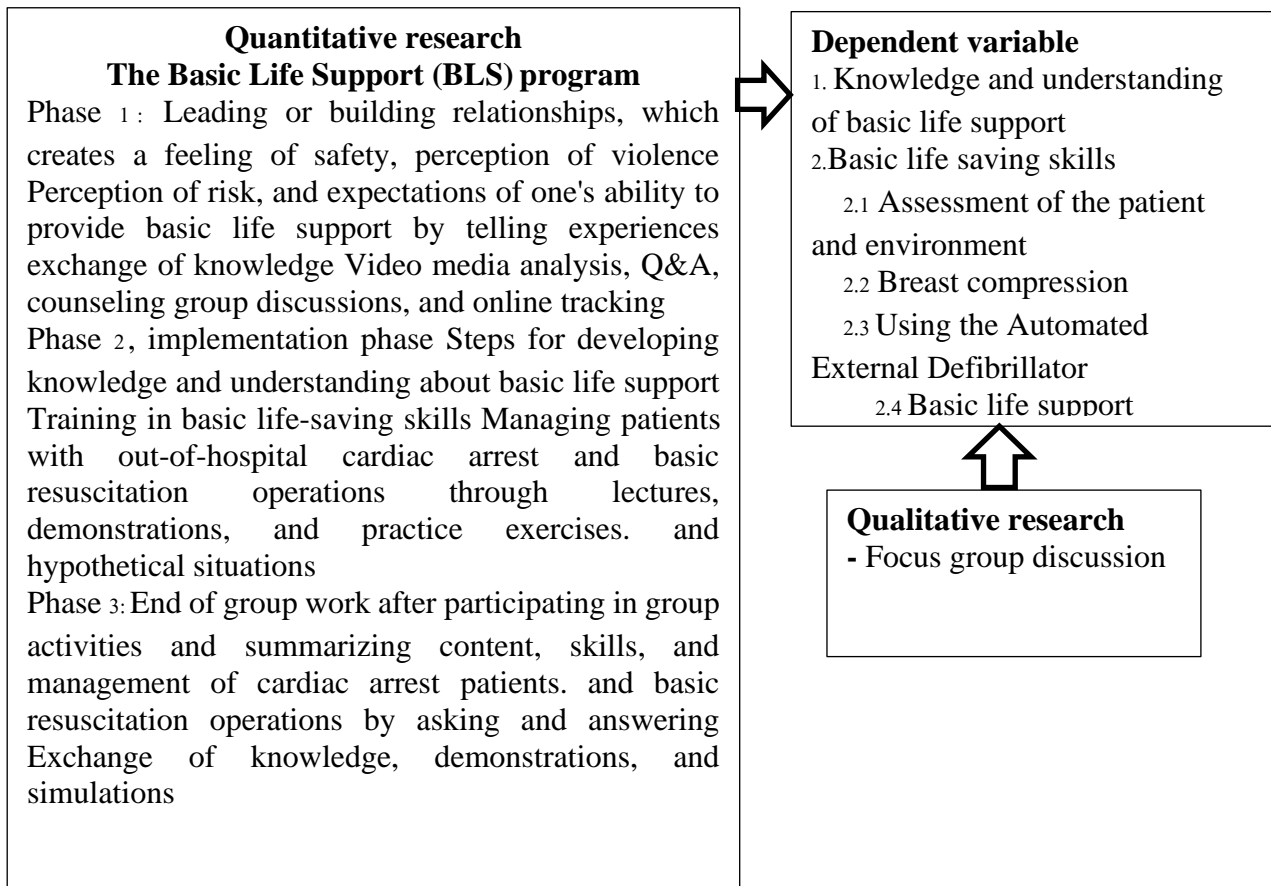 Quantitative research
The Basic Life Support (BLS) program
Phase 1: Leading or building relationships, which
creates a feeling of safety, perception of violence
Perception of risk, and expectations of one's ability to
provide basic life support by telling experiences
exchange of knowledge Video media analysis, Q&A,
counseling group discussions, and online tracking
Phase 2, implementation phase Steps for developing
knowledge and understanding about basic life support
Training in basic life-saving skills Managing patients
with out-of-hospital cardiac arrest and basic
resuscitation operations through lectures,
demonstrations, and practice exercises. and
hypothetical situations
Phase 3: End of group work after participating in group
activities and summarizing content, skills, and
management of cardiac arrest patients. and basic
resuscitation operations by asking and answering
Exchange of knowledge, demonstrations, and
simulations
Dependent variable
1. Knowledge and understanding
of basic life support
2.Basic life saving skills
2.1 Assessment of the patient
and environment
2.2 Breast compression
2.3 Using the Automated
External Defibrillator
2.4 Basic life support
Qualitative research
- Focus group discussion